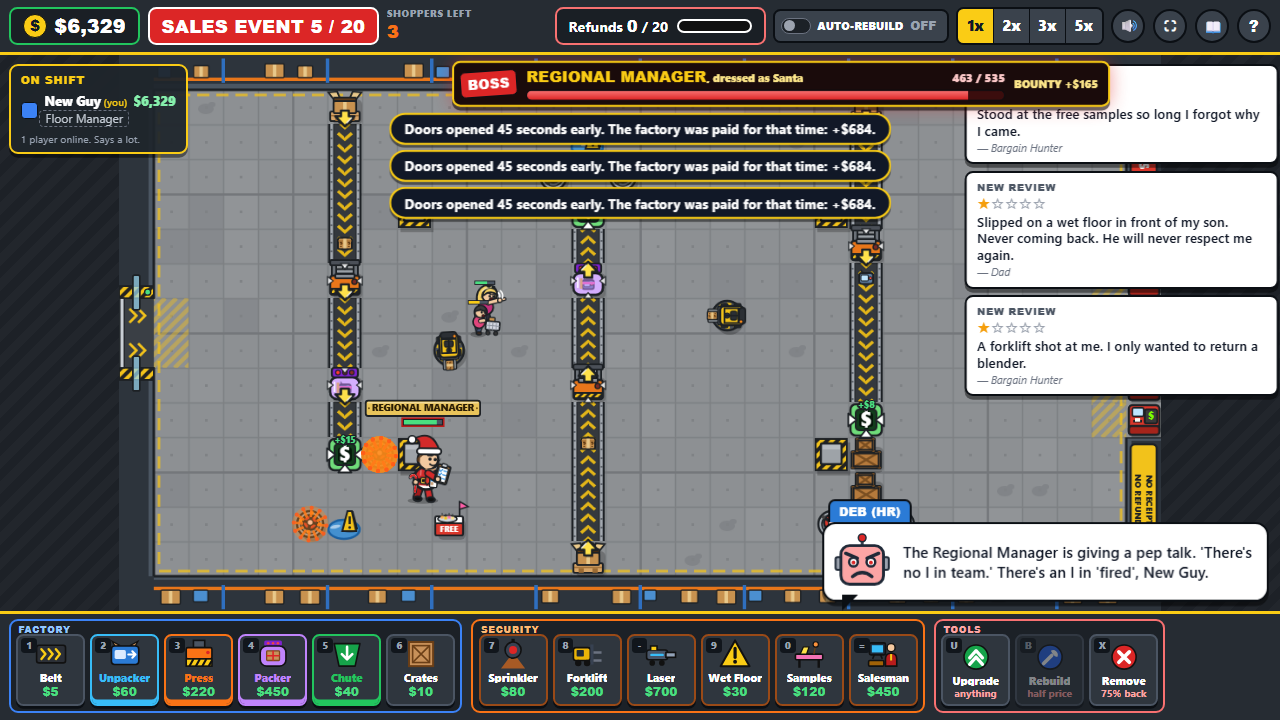 $6,329
SALES EVENT 5 / 20
SHOPPERS LEFT
3
Refunds 0 / 20
AUTO-REBUILD OFF
1x
2x
3x
5x
?
ON SHIFT
New Guy (you) $6,329
Floor Manager
1 player online. Says a lot.
BOSS
REGIONAL MANAGER, dressed as Santa
463 / 535
BOUNTY +$165
Doors opened 45 seconds early. The factory was paid for that time: +$684.
Doors opened 45 seconds early. The factory was paid for that time: +$684.
Doors opened 45 seconds early. The factory was paid for that time: +$684.
Stood at the free samples so long I forgot why
I came.
— Bargain Hunter
NEW REVIEW
Slipped on a wet floor in front of my son.
Never coming back. He will never respect me
again.
— Dad
NEW REVIEW
A forklift shot at me. I only wanted to return a
blender.
— Bargain Hunter
REGIONAL MANAGER
+$15
$
+$8
$
$
FREE
NO RECEIPT
NO REFUN
DEB (HR)
The Regional Manager is giving a pep talk. 'There's
no I in team.' There's an I in 'fired', New Guy.
FACTORY
1
Belt
$5
2
Unpacker
$60
3
Press
$220
4
Packer
$450
5
Chute
$40
6
Crates
$10
SECURITY
7
Sprinkler
$80
8
Forklift
$200
-
Laser
$700
9
Wet Floor
$30
0
Samples
$120
=
Salesman
$450
TOOLS
U
Upgrade
anything
B
Rebuild
half price
X
Remove
75% back